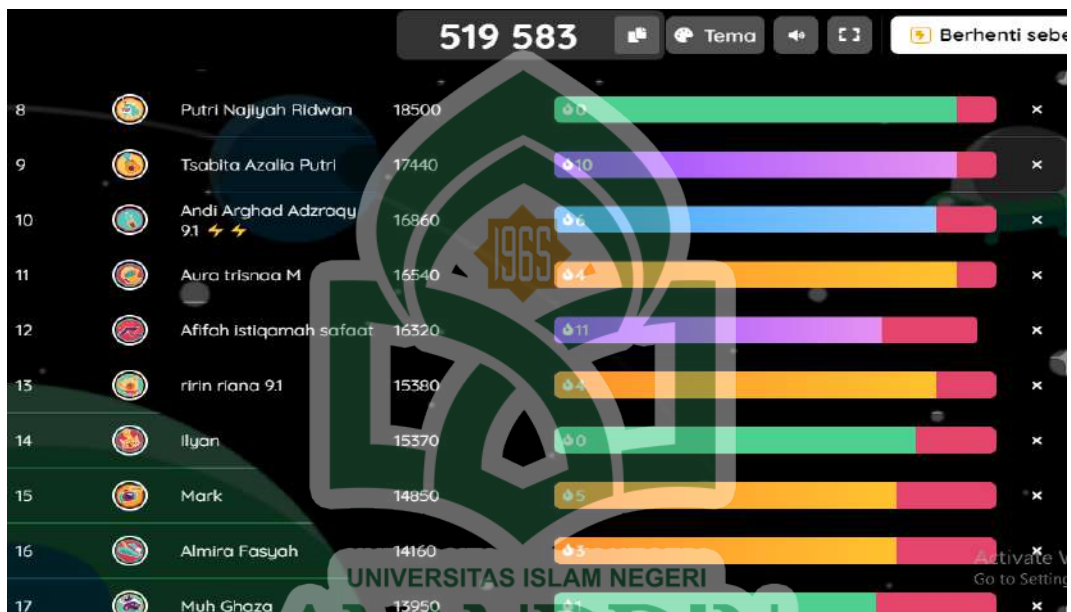 519 583 Tema Berhenti sebe
8 Putri Najiyah Ridwan 18500 0
9 Tsabita Azalia Putri 17440 10
10 Andi Arghad Adzraqy 16860 6
9.1
11 Aura trisnaa M 16540 4
12 Afifah istiqamah safaat 16320 11
13 ririn riana 9.1 15380 4
14 Ilyan 15370 0
15 Mark 14850 5
16 Almira Fasyah 14160 3
17 Muh Ghaza 13950 1
1965
UNIVERSITAS ISLAM NEGERI
Activate
Go to Setting